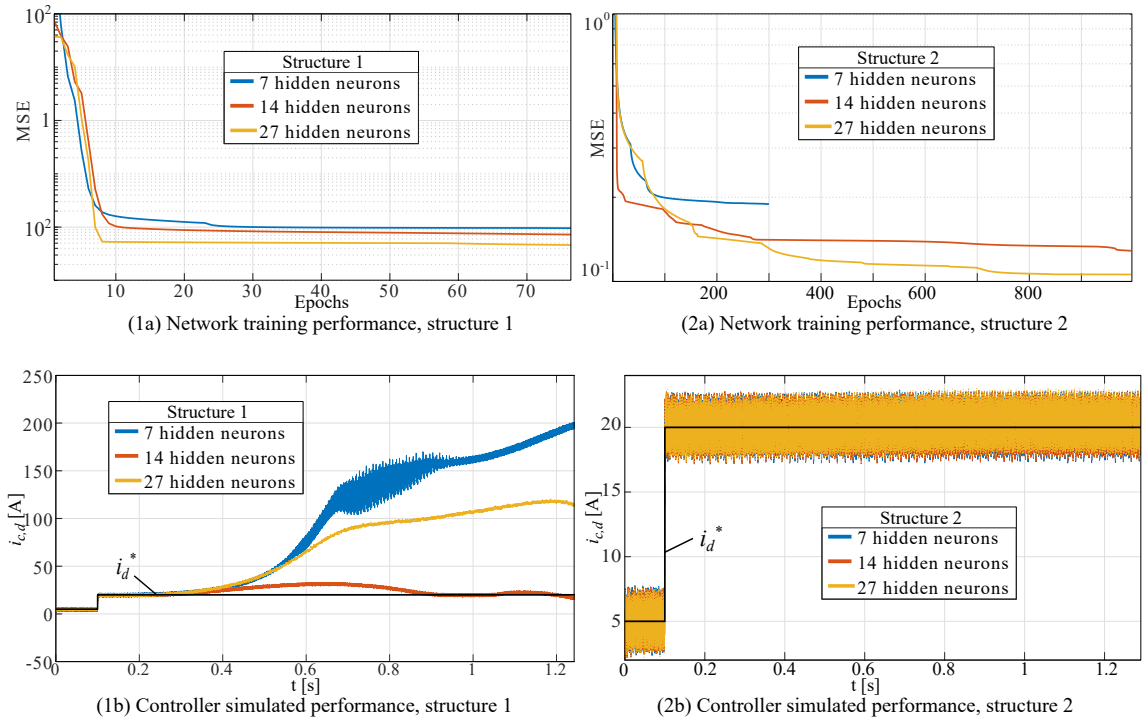 10²
1
10²
MSE
Structure 1
7 hidden neurons
14 hidden neurons
27 hidden neurons
10 20 30 40 50 60 70
Epochs
(1a) Network training performance, structure 1
10⁰
10⁻¹
MSE
Structure 2
7 hidden neurons
14 hidden neurons
27 hidden neurons
200 400 600 800
Epochs
(2a) Network training performance, structure 2
250
200
150
100
50
0
-50
i_c,d [A]
Structure 1
7 hidden neurons
14 hidden neurons
27 hidden neurons
i_d*
0 0.2 0.4 0.6 0.8 1 1.2
t [s]
(1b) Controller simulated performance, structure 1
20
15
10
5
i_c,d [A]
i_d*
Structure 2
7 hidden neurons
14 hidden neurons
27 hidden neurons
0 0.2 0.4 0.6 0.8 1 1.2
t [s]
(2b) Controller simulated performance, structure 2